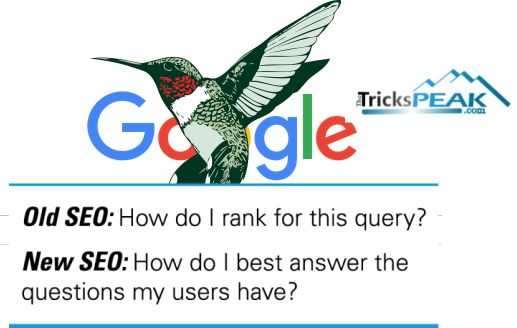 Google
The
TricksPEAK
.com
Old SEO: How do I rank for this query?
New SEO: How do I best answer the
questions my users have?